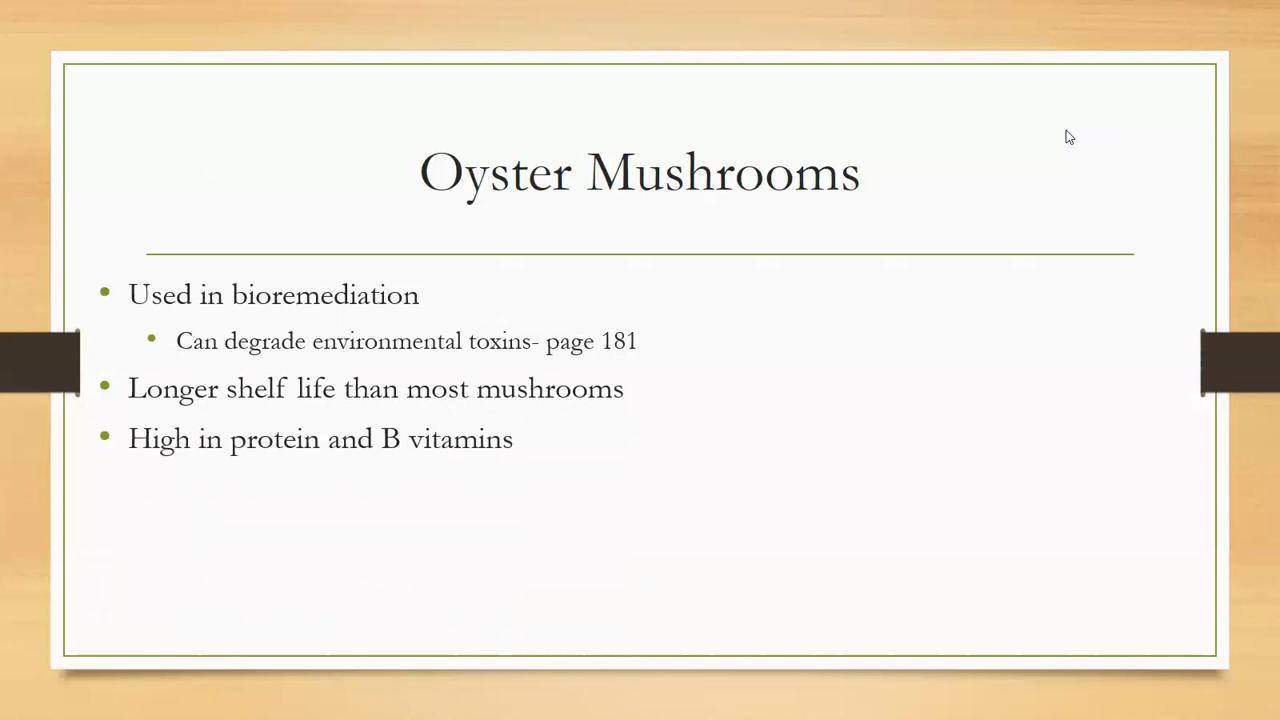 Oyster Mushrooms
• Used in bioremediation
• Can degrade environmental toxins- page 181
• Longer shelf life than most mushrooms
• High in protein and B vitamins